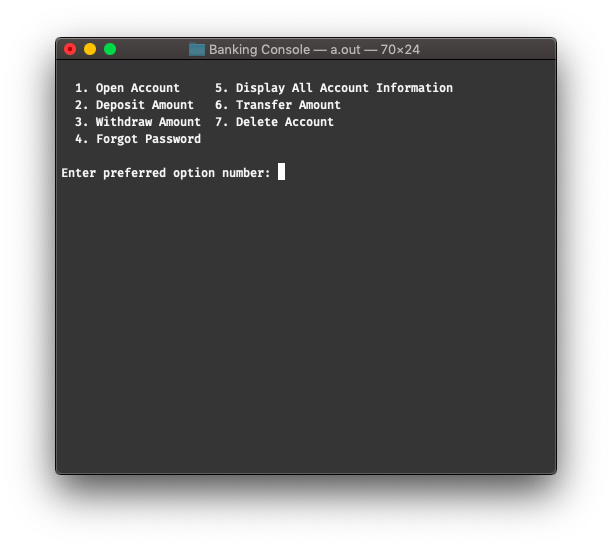 Banking Console — a.out — 70×24
1. Open Account     5. Display All Account Information
2. Deposit Amount   6. Transfer Amount
3. Withdraw Amount  7. Delete Account
4. Forgot Password
Enter preferred option number: